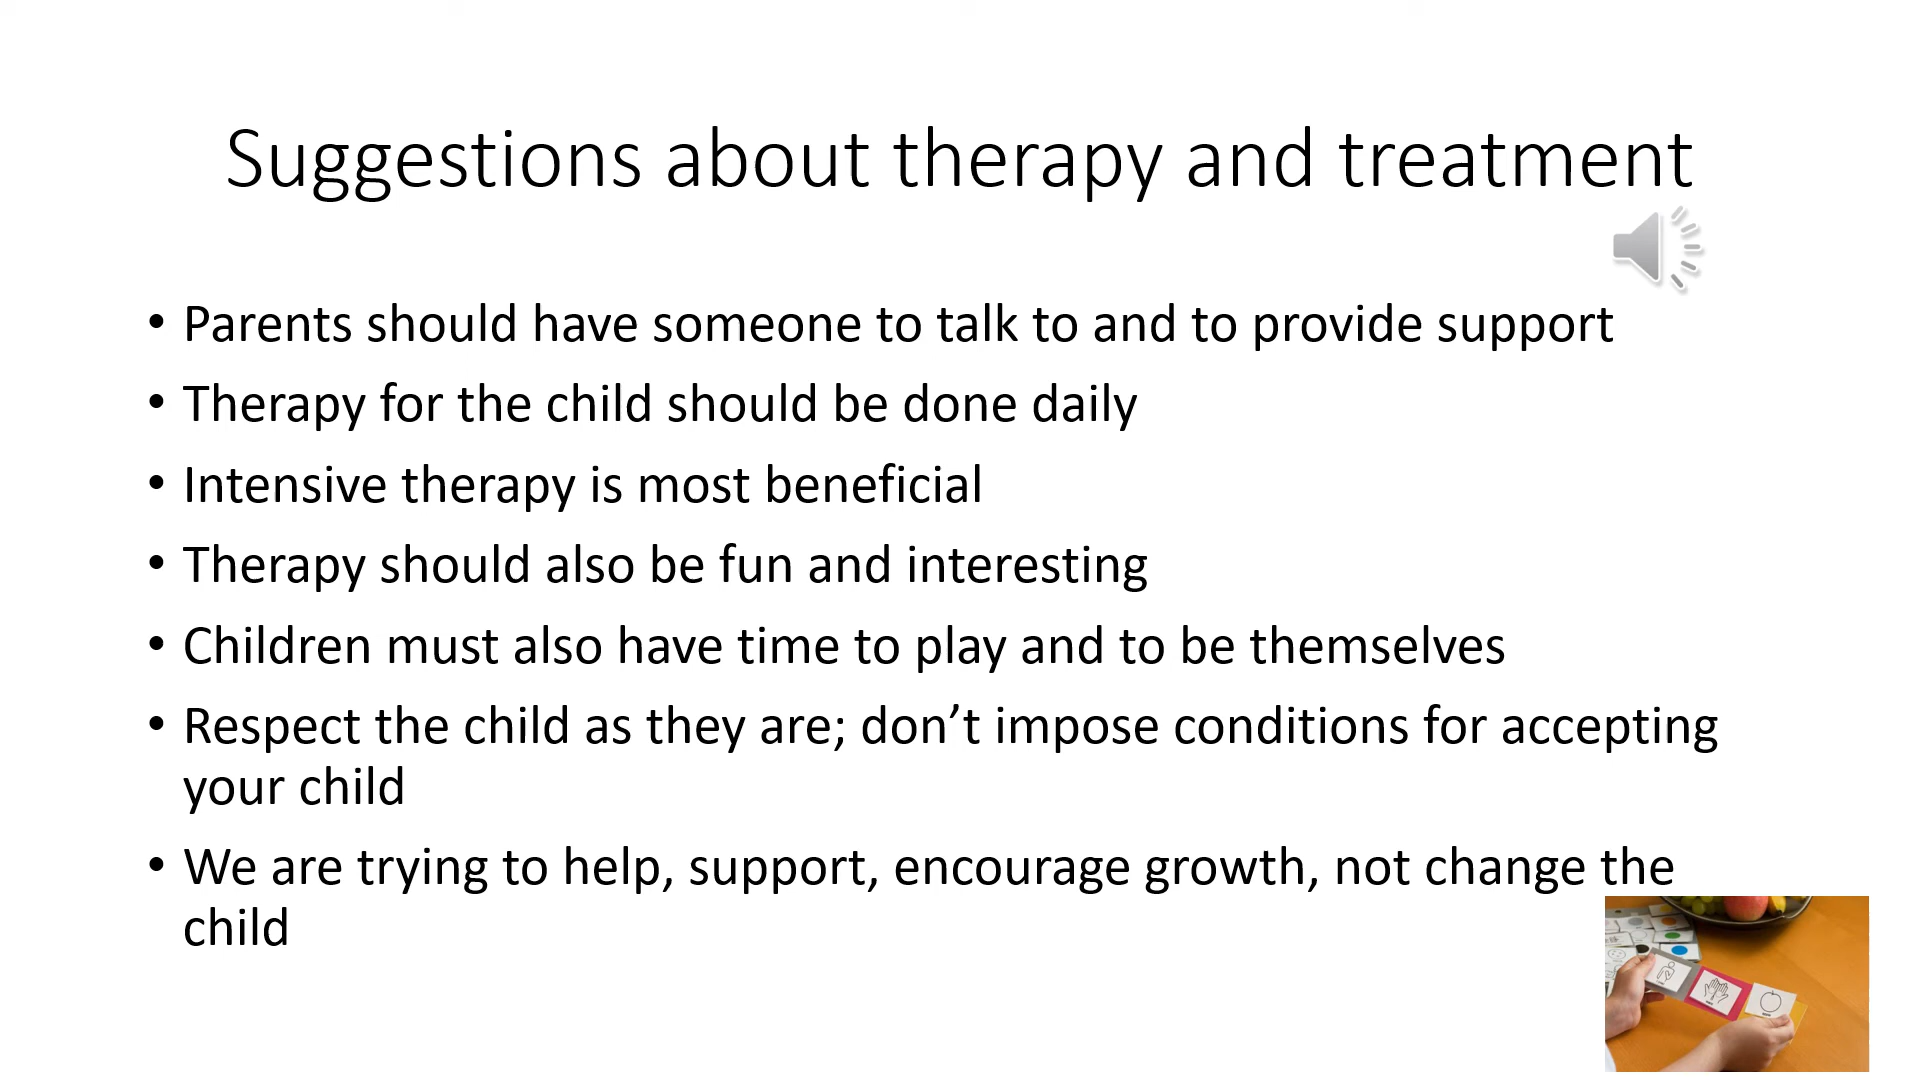 Suggestions about therapy and treatment
• Parents should have someone to talk to and to provide support
• Therapy for the child should be done daily
• Intensive therapy is most beneficial
• Therapy should also be fun and interesting
• Children must also have time to play and to be themselves
• Respect the child as they are; don’t impose conditions for accepting
your child
• We are trying to help, support, encourage growth, not change the
child